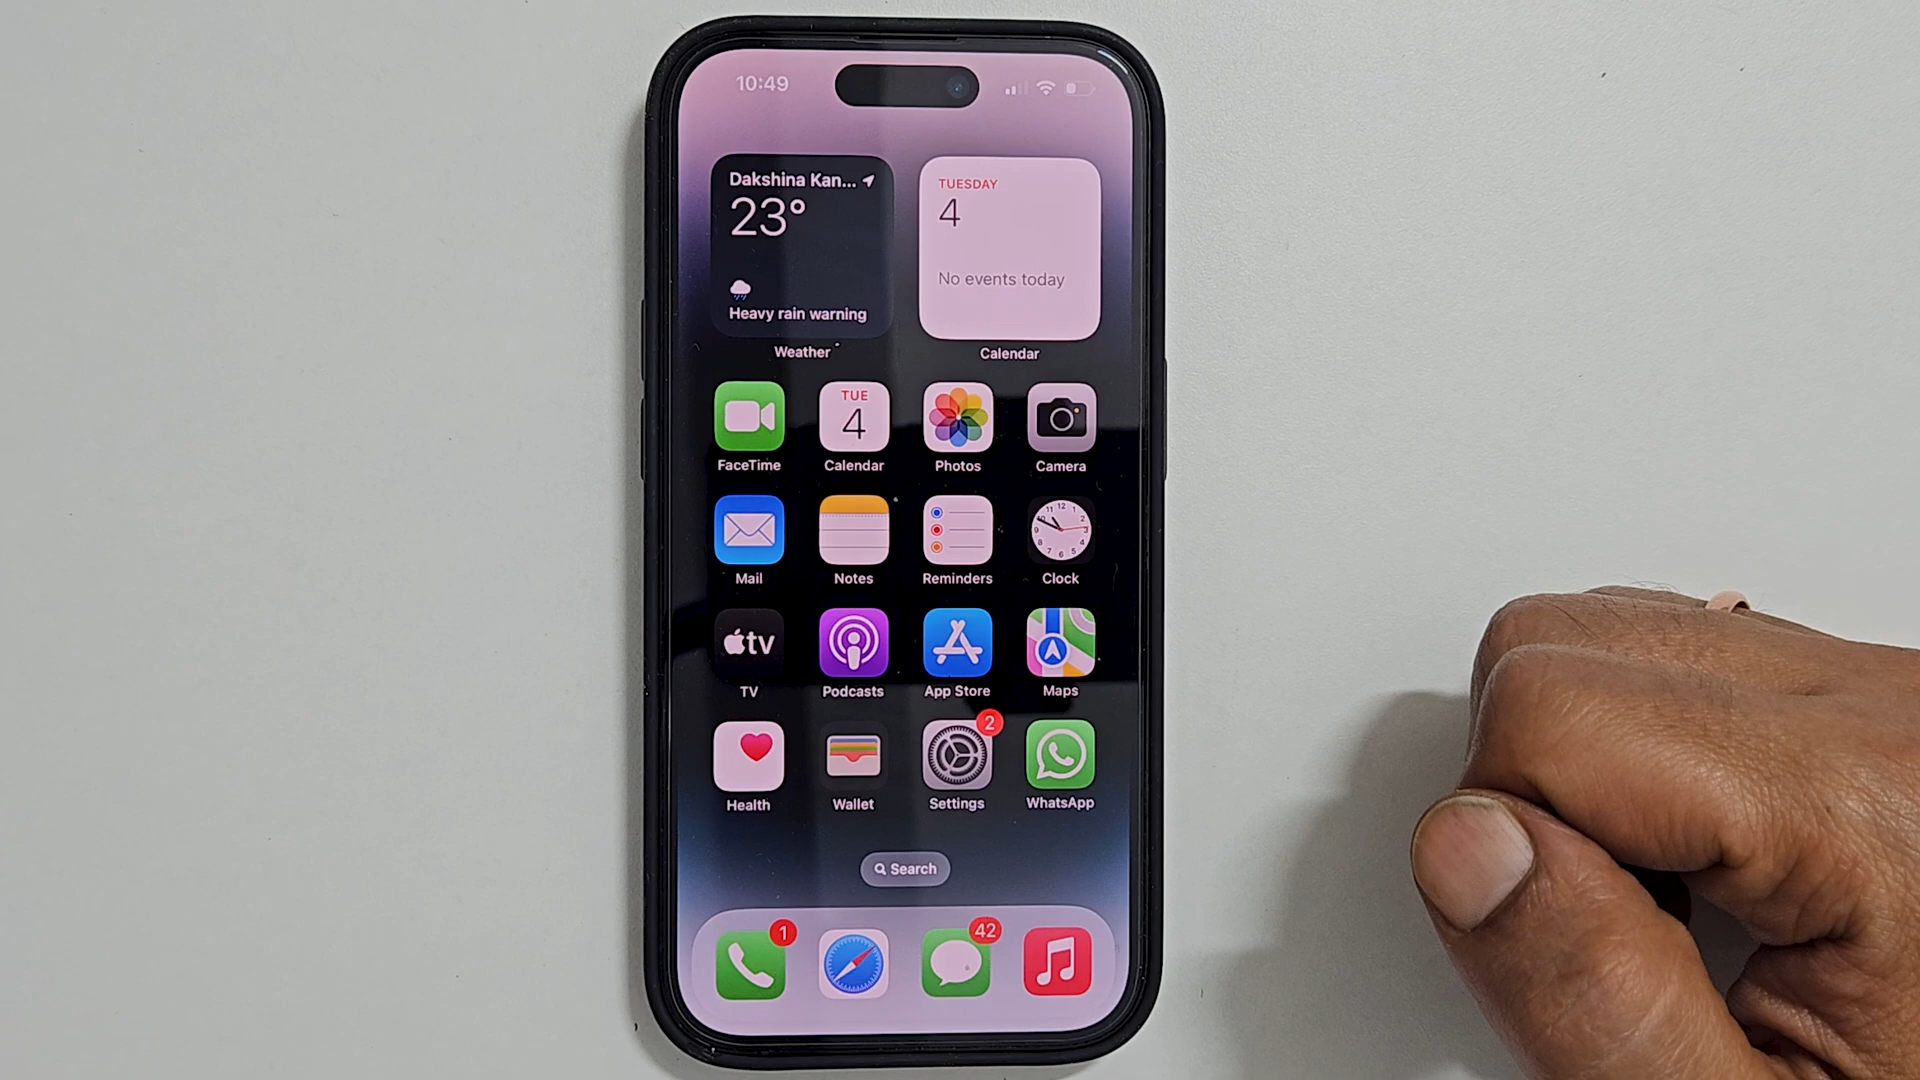 10:49
Dakshina Kan...
23°
Heavy rain warning
Weather
TUESDAY
4
No events today
Calendar
FaceTime
TUE
4
Calendar
Photos
Camera
Mail
Notes
Reminders
Clock
tv
TV
Podcasts
App Store
Maps
Health
Wallet
2
Settings
WhatsApp
Search
1
42